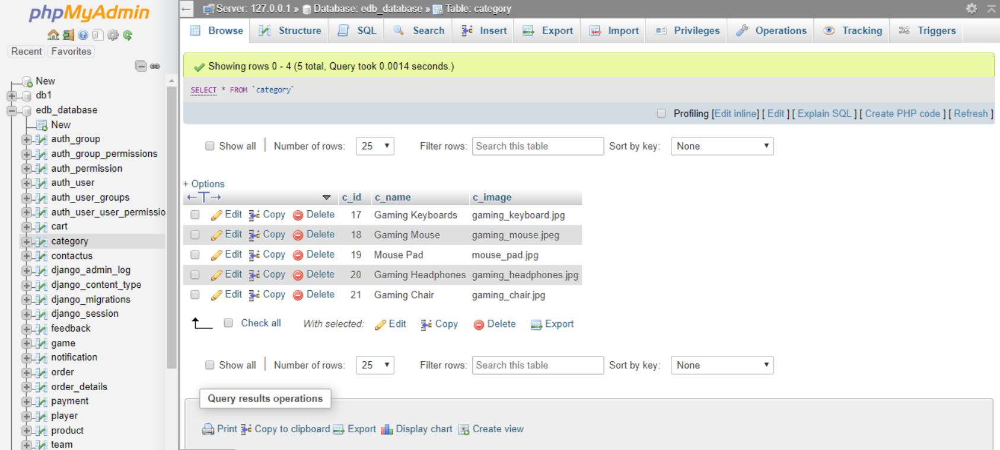 phpMyAdmin
Recent Favorites
New
db1
edb_database
New
auth_group
auth_group_permissions
auth_permission
auth_user
auth_user_groups
auth_user_user_permissio
cart
category
contactus
django_admin_log
django_content_type
django_migrations
django_session
feedback
game
notification
order
order_details
payment
player
product
team
Server: 127.0.0.1 » Database: edb_database » Table: category
Browse Structure SQL Search Insert Export Import Privileges Operations Tracking Triggers
Showing rows 0 - 4 (5 total, Query took 0.0014 seconds.)
SELECT * FROM `category`
Profiling [Edit inline] [ Edit ] [ Explain SQL ] [ Create PHP code ] [ Refresh ]
Show all | Number of rows: 25 Filter rows: Search this table Sort by key: None
+ Options
←T→ c_id c_name c_image
Edit Copy Delete 17 Gaming Keyboards gaming_keyboard.jpg
Edit Copy Delete 18 Gaming Mouse gaming_mouse.jpeg
Edit Copy Delete 19 Mouse Pad mouse_pad.jpg
Edit Copy Delete 20 Gaming Headphones gaming_headphones.jpg
Edit Copy Delete 21 Gaming Chair gaming_chair.jpg
Check all With selected: Edit Copy Delete Export
Show all | Number of rows: 25 Filter rows: Search this table Sort by key: None
Query results operations
Print Copy to clipboard Export Display chart Create view